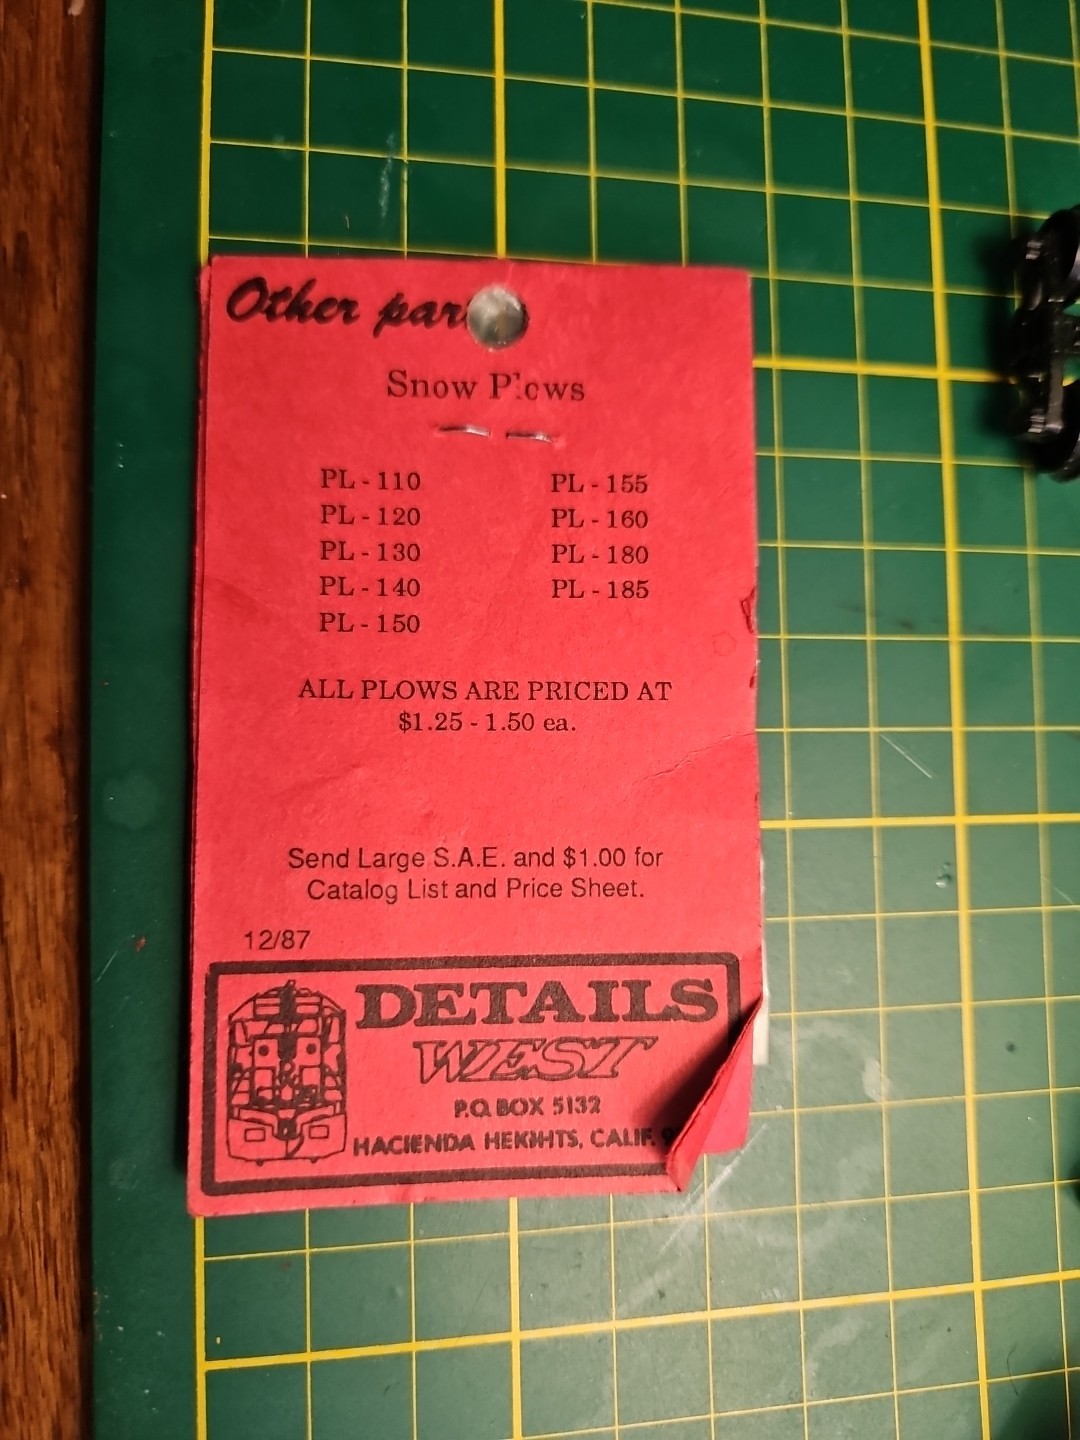 Other par
Snow Plows
PL - 110
PL - 120
PL - 130
PL - 140
PL - 150
PL - 155
PL - 160
PL - 180
PL - 185
ALL PLOWS ARE PRICED AT
$1.25 - 1.50 ea.
Send Large S.A.E. and $1.00 for
Catalog List and Price Sheet.
12/87
DETAILS
WEST
P.O. BOX 5132
HACIENDA HEIGHTS, CALIF. 9